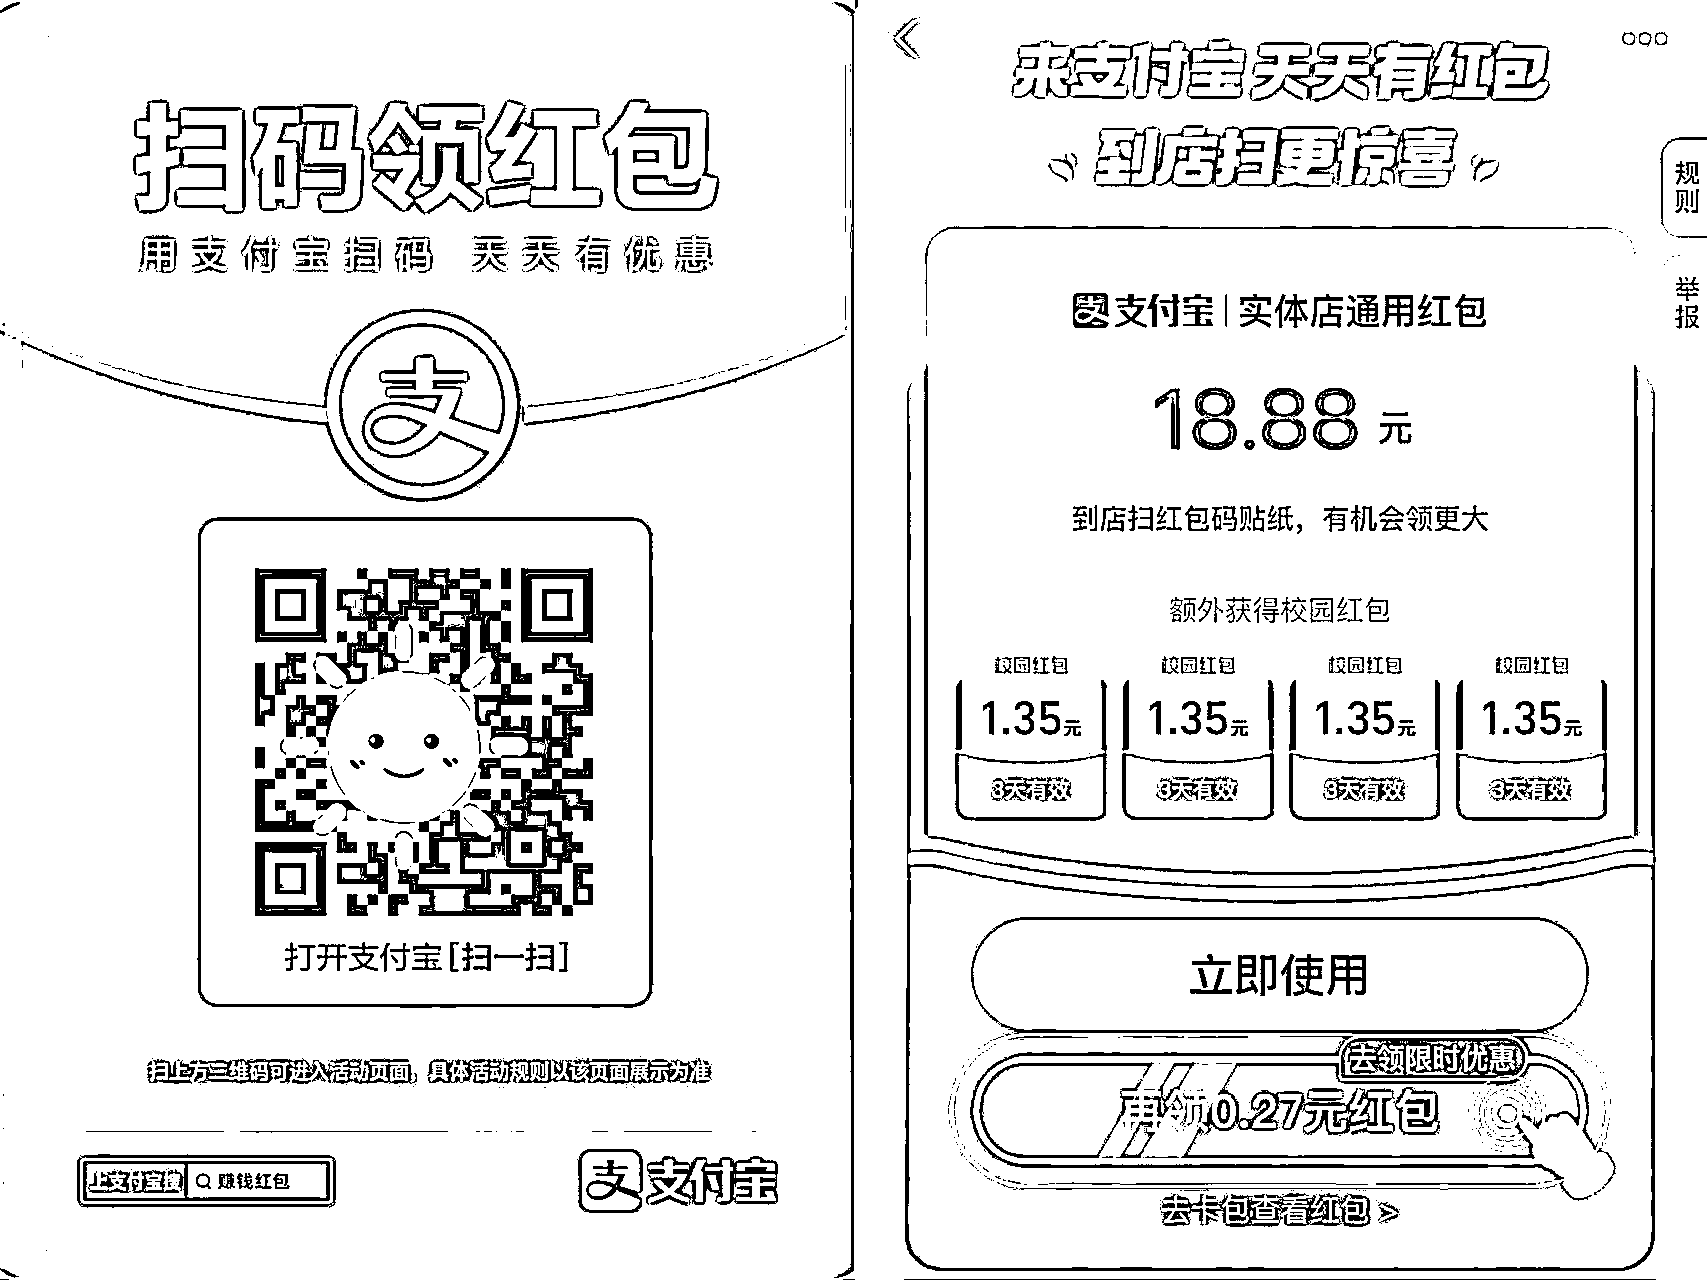 扫码领红包
用支付宝扫码 天天有优惠
支
打开支付宝[扫一扫]
扫上方二维码可进入活动页面，具体活动规则以该页面展示为准
上支付宝搜 赚钱红包
支 支付宝
来支付宝天天有红包
到店扫更惊喜
规则
举报
支 支付宝 | 实体店通用红包
18.88 元
到店扫红包码贴纸，有机会领更大
额外获得校园红包
校园红包 校园红包 校园红包 校园红包
1.35元 1.35元 1.35元 1.35元
3天有效 3天有效 3天有效 3天有效
立即使用
去领限时优惠
再领0.27元红包
去卡包查看红包 >